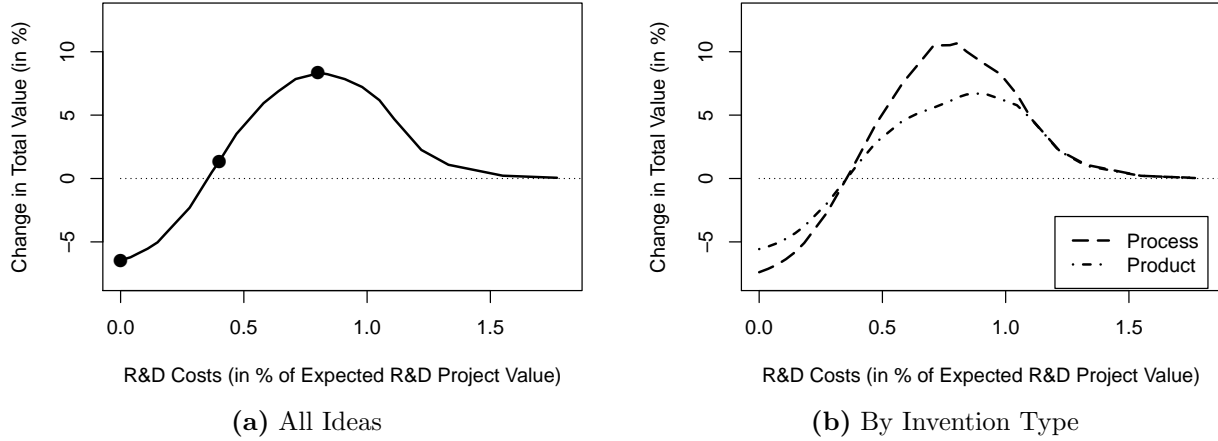 Change in Total Value (in %)
10
5
0
−5
0.0 0.5 1.0 1.5
R&D Costs (in % of Expected R&D Project Value)
(a) All Ideas
Change in Total Value (in %)
10
5
0
−5
Process
Product
0.0 0.5 1.0 1.5
R&D Costs (in % of Expected R&D Project Value)
(b) By Invention Type